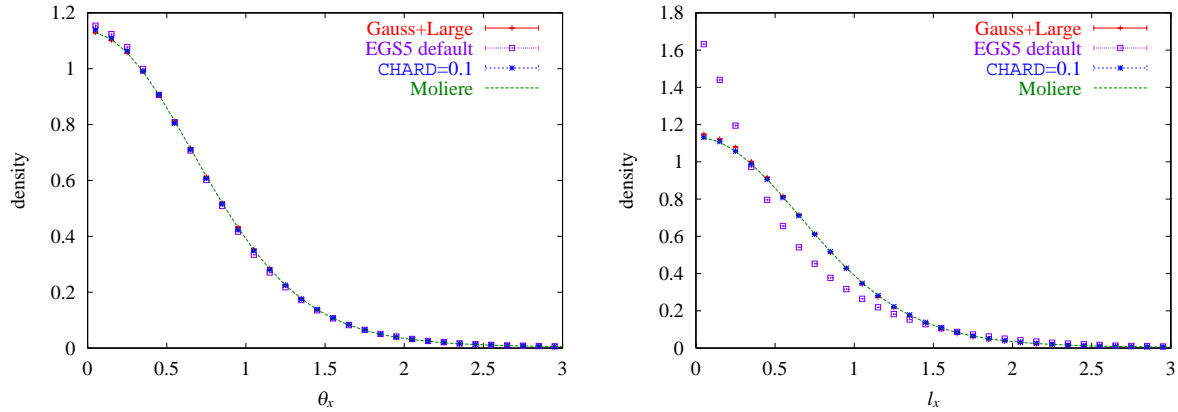 1.2
1
0.8
0.6
0.4
0.2
0
0 0.5 1 1.5 2 2.5 3
density
θx
Gauss+Large
EGS5 default
CHARD=0.1
Moliere
1.8
1.6
1.4
1.2
1
0.8
0.6
0.4
0.2
0
0 0.5 1 1.5 2 2.5 3
density
lx
Gauss+Large
EGS5 default
CHARD=0.1
Moliere